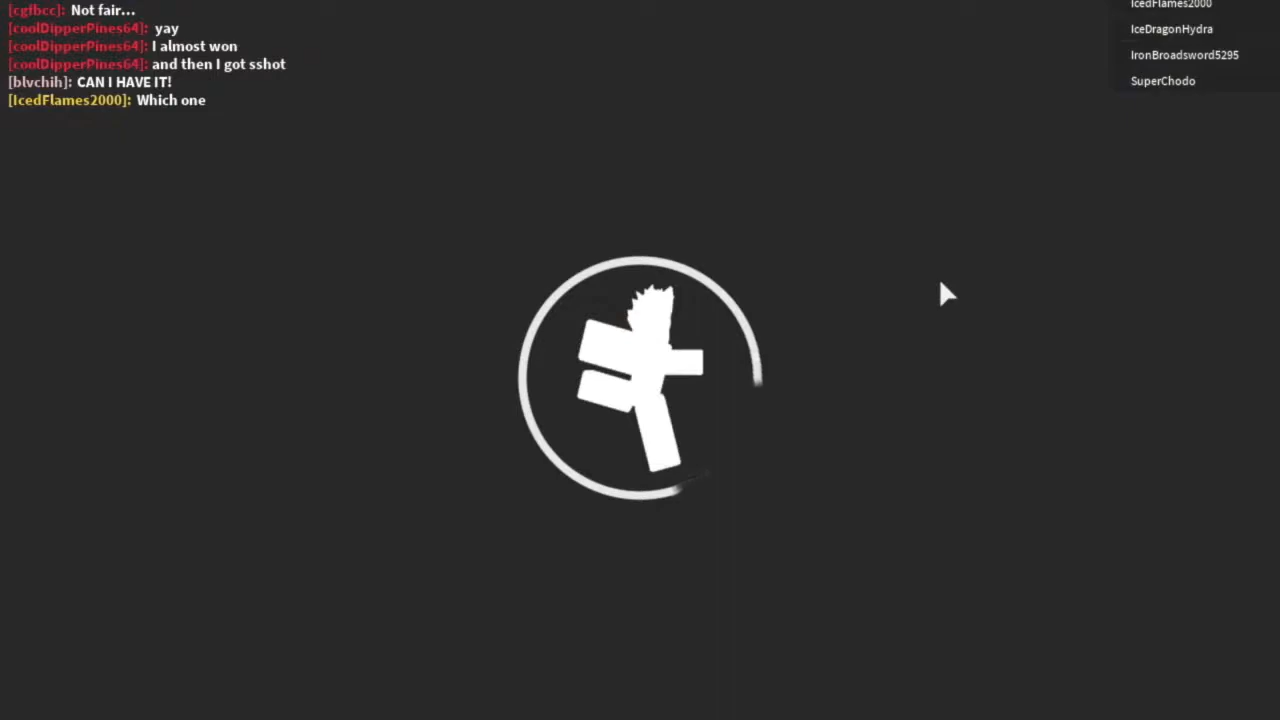 [cgfbcc]: Not fair...
[coolDipperPines64]: yay
[coolDipperPines64]: I almost won
[coolDipperPines64]: and then I got sshot
[blvchih]: CAN I HAVE IT!
[IcedFlames2000]: Which one
IcedFlames2000
IceDragonHydra
IronBroadsword5295
SuperChodo